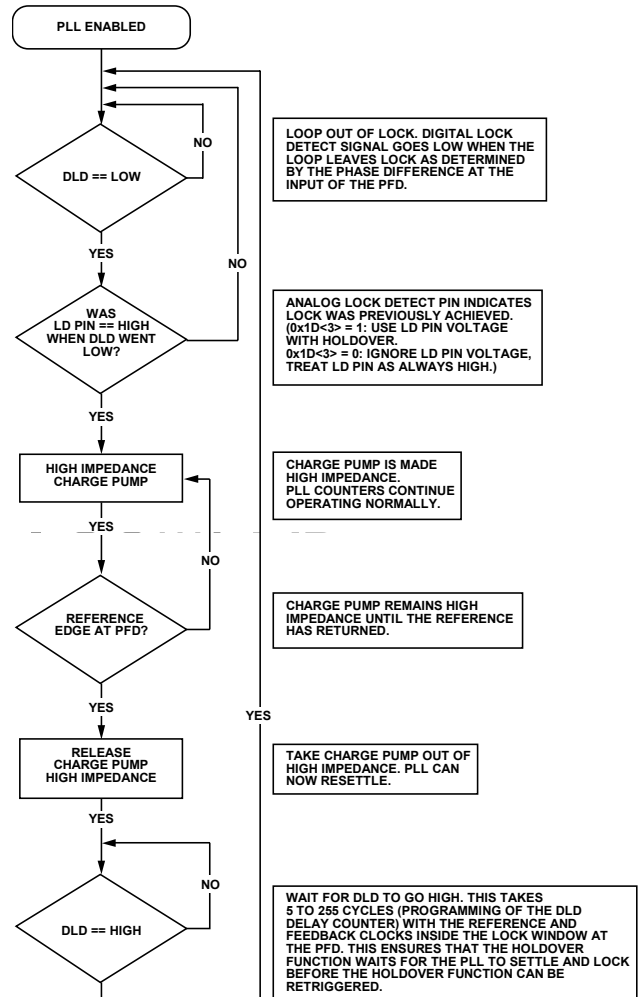 PLL ENABLED
NO
DLD == LOW
LOOP OUT OF LOCK. DIGITAL LOCK
DETECT SIGNAL GOES LOW WHEN THE
LOOP LEAVES LOCK AS DETERMINED
BY THE PHASE DIFFERENCE AT THE
INPUT OF THE PFD.
YES
NO
WAS
LD PIN == HIGH
WHEN DLD WENT
LOW?
ANALOG LOCK DETECT PIN INDICATES
LOCK WAS PREVIOUSLY ACHIEVED.
(0x1D<3> = 1: USE LD PIN VOLTAGE
WITH HOLDOVER.
0x1D<3> = 0: IGNORE LD PIN VOLTAGE,
TREAT LD PIN AS ALWAYS HIGH.)
YES
HIGH IMPEDANCE
CHARGE PUMP
CHARGE PUMP IS MADE
HIGH IMPEDANCE.
PLL COUNTERS CONTINUE
OPERATING NORMALLY.
YES
NO
REFERENCE
EDGE AT PFD?
CHARGE PUMP REMAINS HIGH
IMPEDANCE UNTIL THE REFERENCE
HAS RETURNED.
YES
YES
RELEASE
CHARGE PUMP
HIGH IMPEDANCE
TAKE CHARGE PUMP OUT OF
HIGH IMPEDANCE. PLL CAN
NOW RESETTLE.
YES
NO
DLD == HIGH
WAIT FOR DLD TO GO HIGH. THIS TAKES
5 TO 255 CYCLES (PROGRAMMING OF THE DLD
DELAY COUNTER) WITH THE REFERENCE AND
FEEDBACK CLOCKS INSIDE THE LOCK WINDOW AT
THE PFD. THIS ENSURES THAT THE HOLDOVER
FUNCTION WAITS FOR THE PLL TO SETTLE AND LOCK
BEFORE THE HOLDOVER FUNCTION CAN BE
RETRIGGERED.